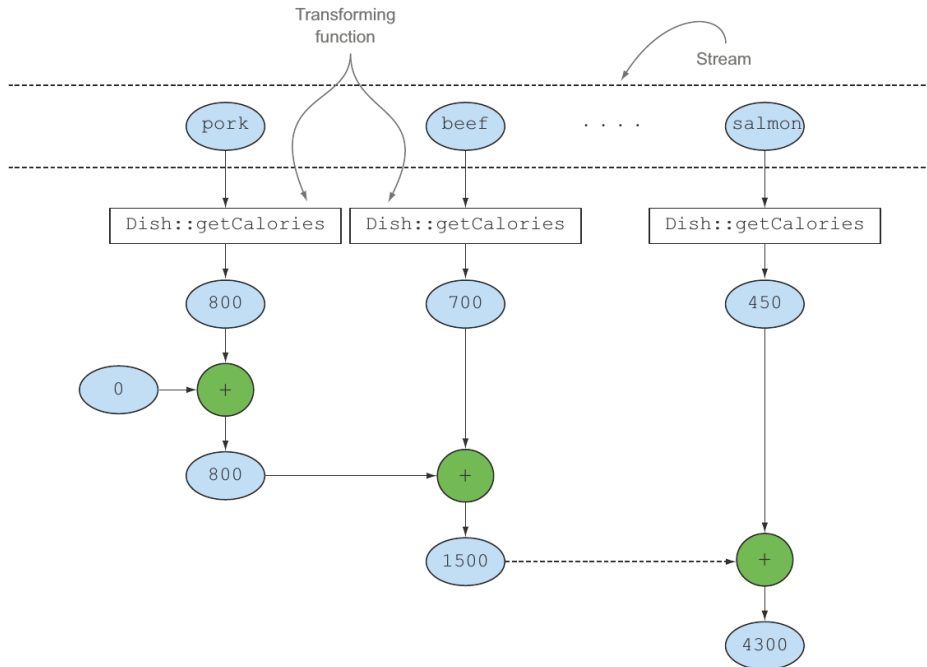 Transforming
function
Stream
pork
beef
. . . .
salmon
Dish::getCalories
Dish::getCalories
Dish::getCalories
800
700
450
0
+
800
+
1500
+
4300